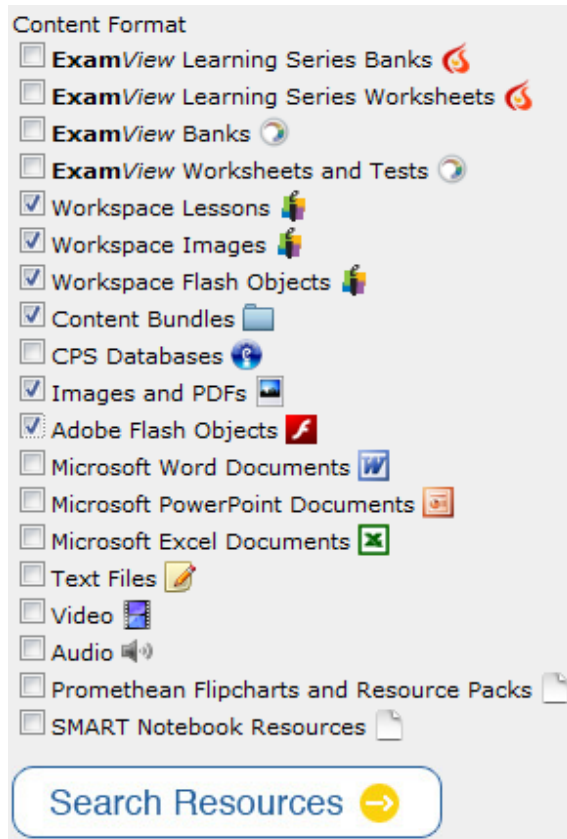 Content Format
ExamView Learning Series Banks
ExamView Learning Series Worksheets
ExamView Banks
ExamView Worksheets and Tests
Workspace Lessons
Workspace Images
Workspace Flash Objects
Content Bundles
CPS Databases
Images and PDFs
Adobe Flash Objects
Microsoft Word Documents
Microsoft PowerPoint Documents
Microsoft Excel Documents
Text Files
Video
Audio
Promethean Flipcharts and Resource Packs
SMART Notebook Resources
Search Resources